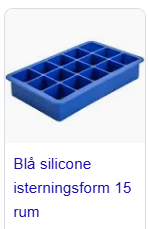 Blå silicone
isterningsform 15
rum